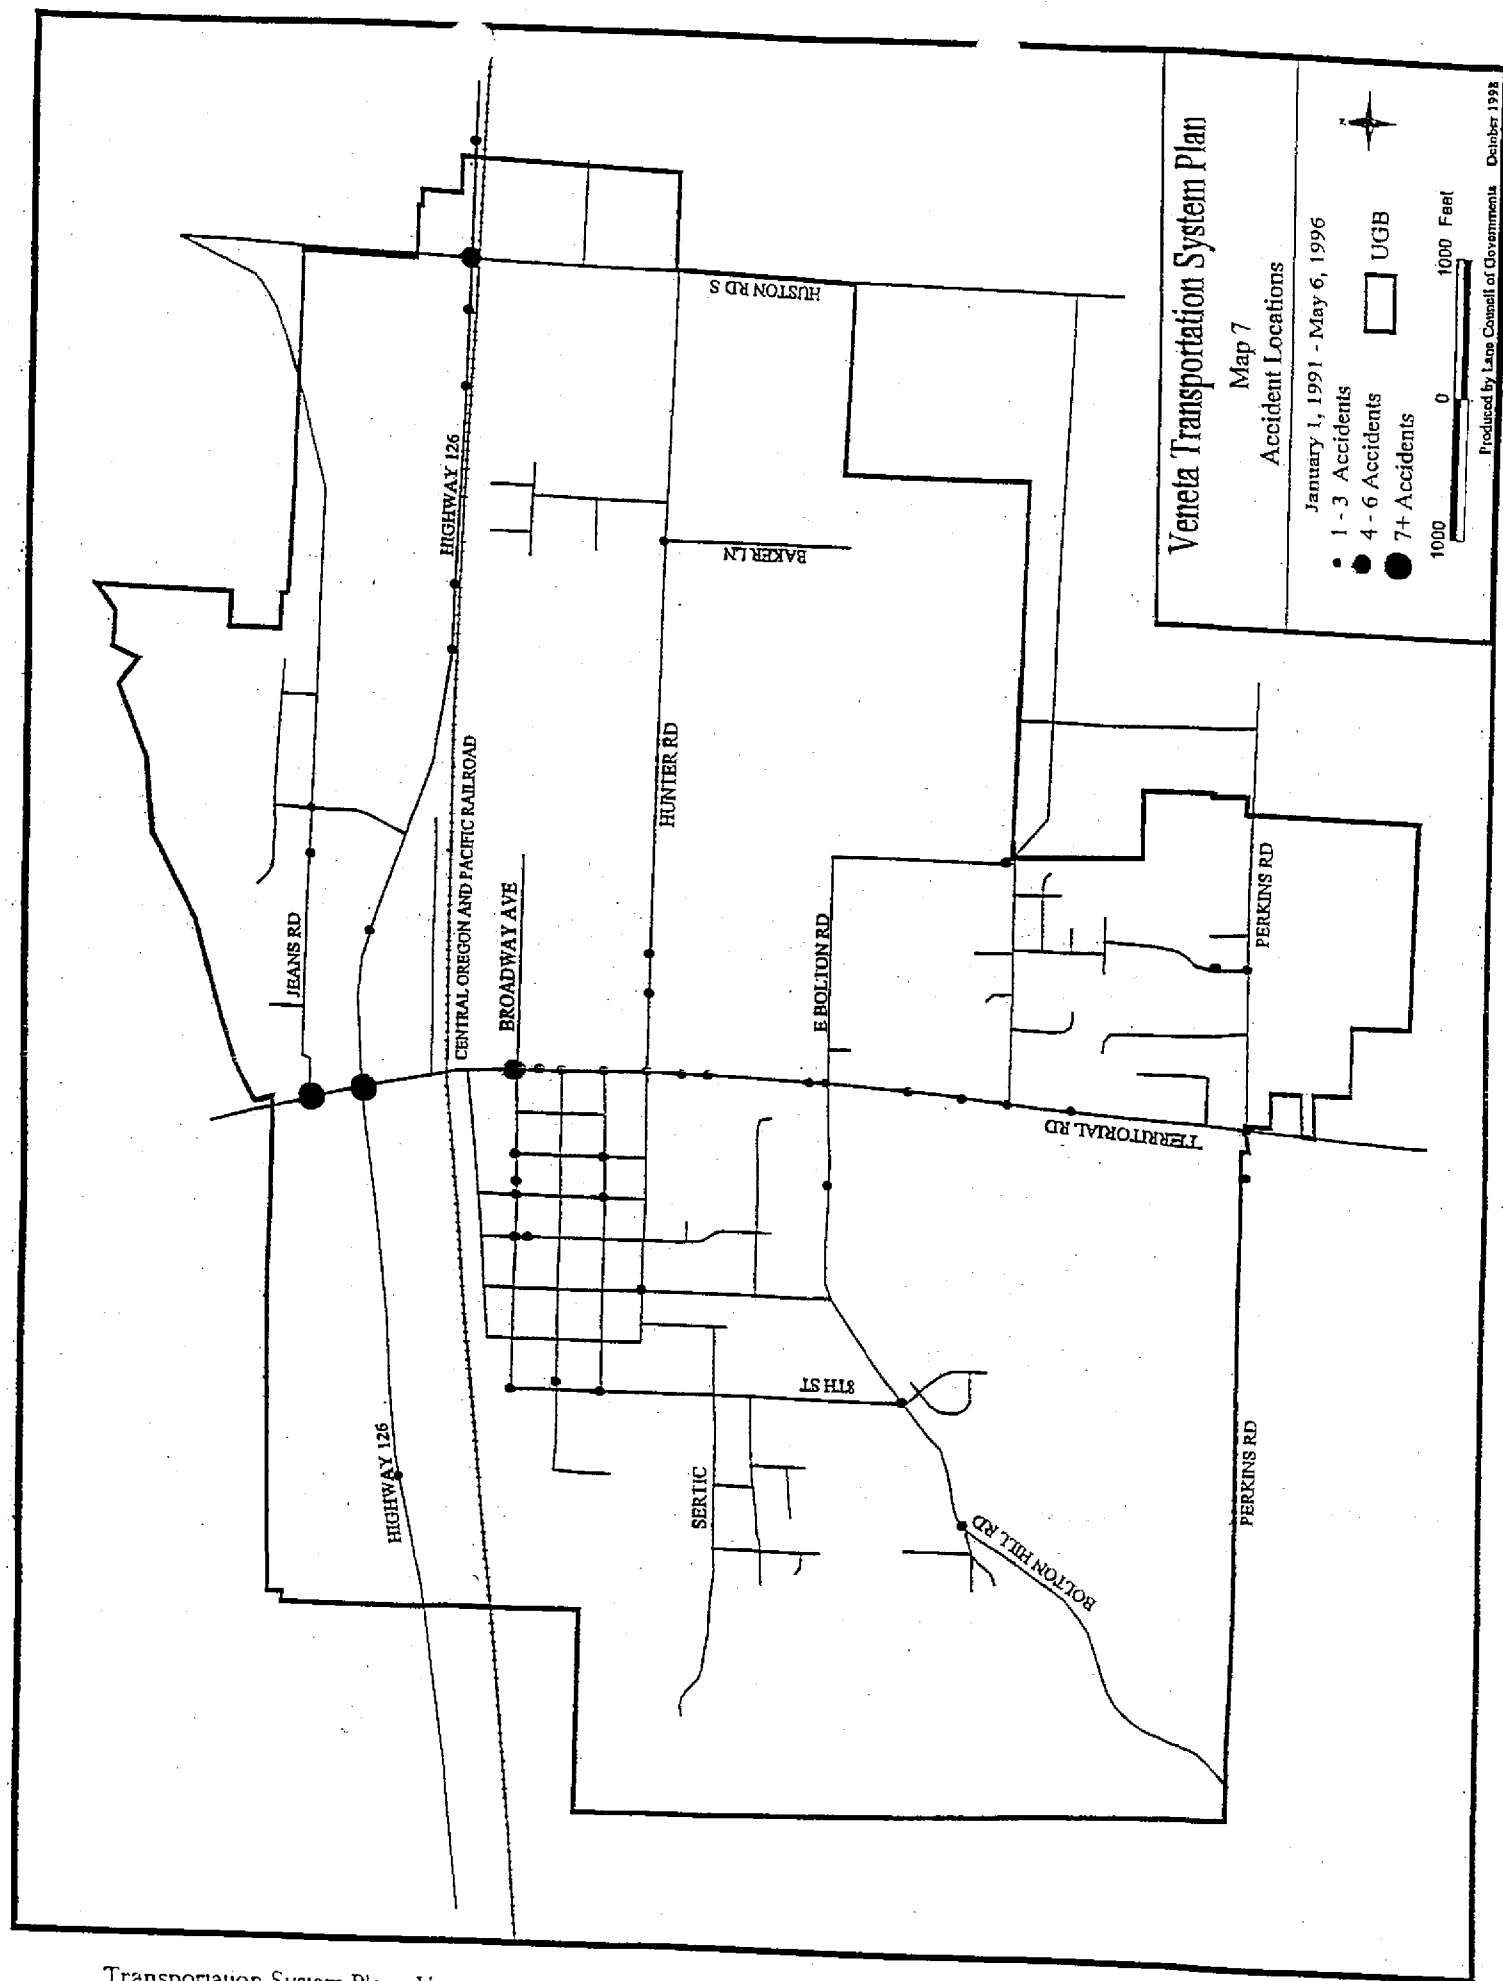 JEANS RD
HIGHWAY 126
HIGHWAY 126
CENTRAL OREGON AND PACIFIC RAILROAD
BROADWAY AVE
HUNTER RD
HUSTON RD S
BAKER LN
E BOLTON RD
SERTIC
8TH ST
BOLTON HILL RD
TERRITORIAL RD
PERKINS RD
PERKINS RD
Veneta Transportation System Plan
Map 7
Accident Locations
January 1, 1991 - May 6, 1996
1 - 3 Accidents
4 - 6 Accidents
7+ Accidents
UGB
N
1000 0 1000 Feet
Produced by Lane Council of Governments October 1998
Transportation System Plan